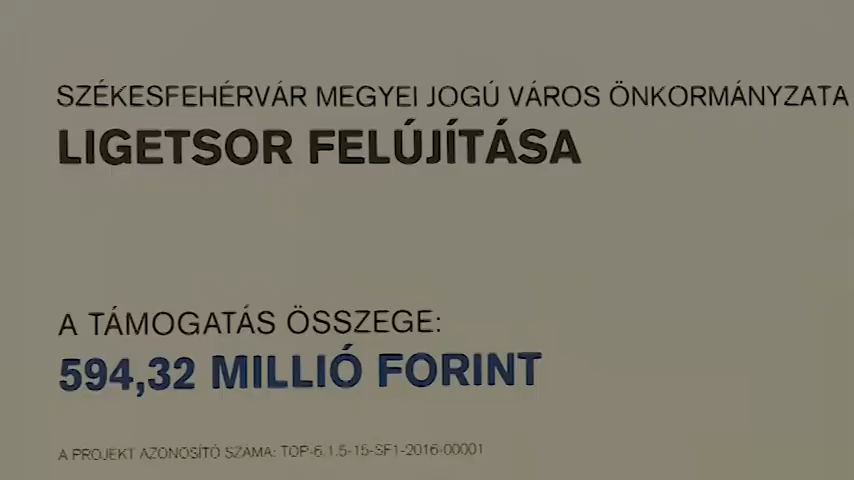 SZÉKESFEHÉRVÁR MEGYEI JOGÚ VÁROS ÖNKORMÁNYZATA
LIGETSOR FELÚJÍTÁSA
A TÁMOGATÁS ÖSSZEGE:
594,32 MILLIÓ FORINT
A PROJEKT AZONOSÍTÓ SZÁMA: TOP-6.1.5-15-SF1-2016-00001